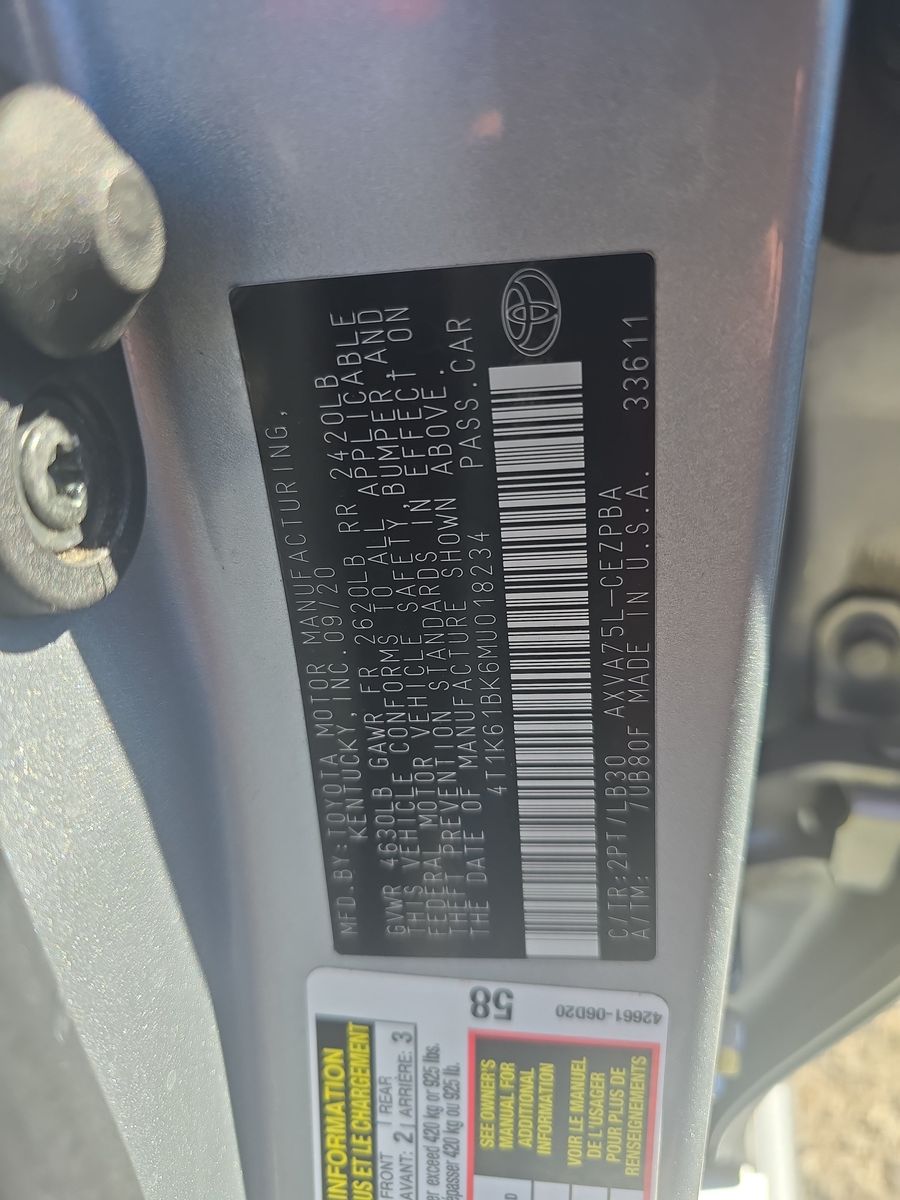 MFD.BY:TOYOTA MOTOR MANUFACTURING,
KENTUCKY, INC. 09/20
GVWR 4630LB GAWR FR 2620LB RR 2420LB
THIS VEHICLE CONFORMS TO ALL APPLICABLE
FEDERAL MOTOR VEHICLE SAFETY, BUMPER, AND
THEFT PREVENTION STANDARDS IN EFFECT ON
THE DATE OF MANUFACTURE SHOWN ABOVE.
4T1K61BK6MU018234 PASS.CAR
C/TR:2PT/LB30 AXVA75L-CEZPBA
A/TM: /UB80F MADE IN U.S.A. 33611
INFORMATION
US ET LE CHARGEMENT
FRONT 2 REAR 3
AVANT: ARRIÈRE:
er exceed 420 kg or 925 lbs.
épasser 420 kg ou 925 lb.
58
SEE OWNER'S
MANUAL FOR
ADDITIONAL
INFORMATION
VOIR LE MANUEL
DE L'USAGER
POUR PLUS DE
RENSEIGNEMENTS
42661-06D20